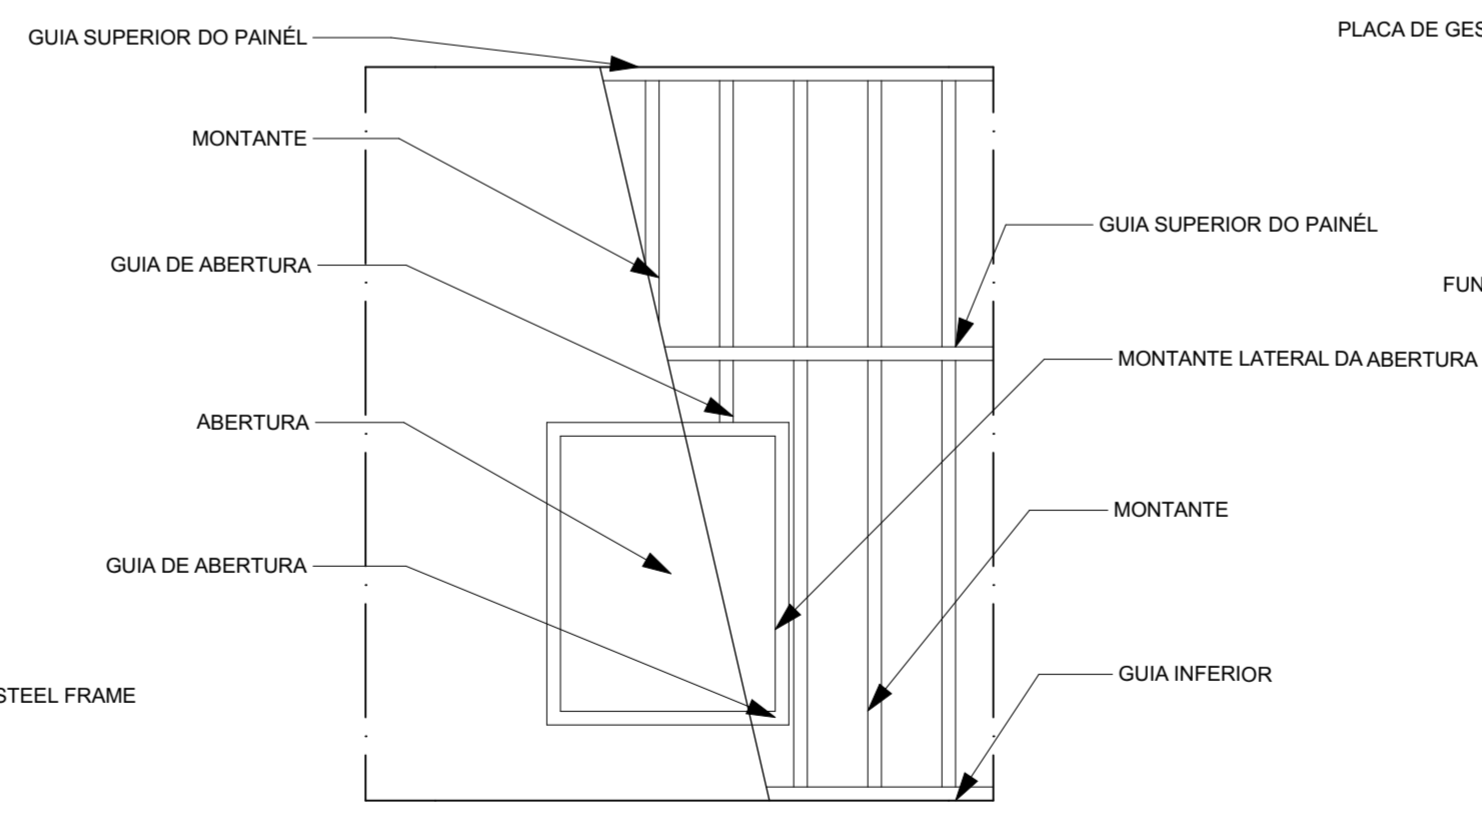 GUIA SUPERIOR DO PAINÉL
PLACA DE GES
MONTANTE
GUIA SUPERIOR DO PAINÉL
GUIA DE ABERTURA
FUN
MONTANTE LATERAL DA ABERTURA
ABERTURA
MONTANTE
GUIA DE ABERTURA
GUIA INFERIOR
STEEL FRAME